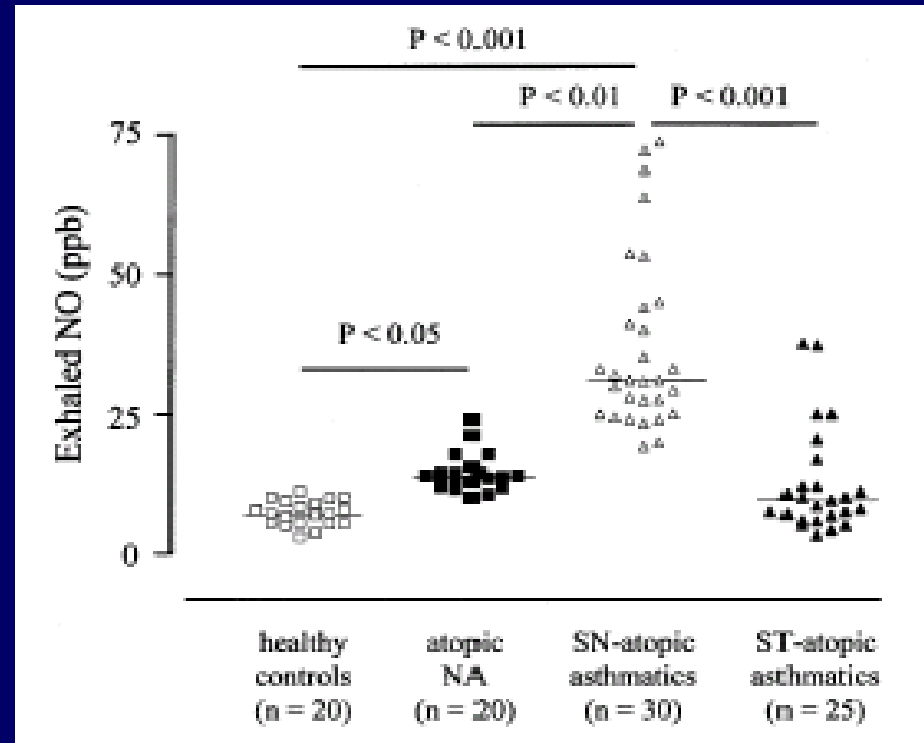 P < 0.001
P < 0.01
P < 0.001
75
50
25
0
Exhaled NO (ppb)
P < 0.05
healthy
controls
(n = 20)
atopic
NA
(n = 20)
SN-atopic
asthmatics
(n = 30)
ST-atopic
asthmatics
(n = 25)